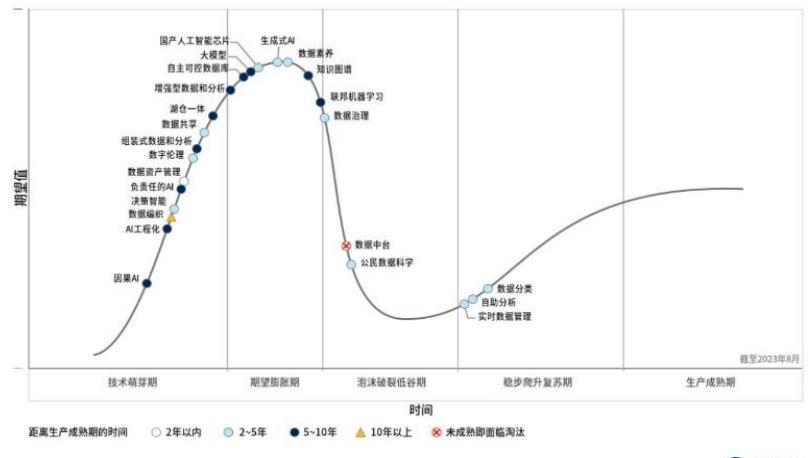 国产人工智能芯片
生成式AI
大模型
数据素养
自主可控数据库
知识图谱
增强型数据和分析
联邦机器学习
湖仓一体
数据治理
数据共享
组装式数据和分析
数字伦理
数据资产管理
负责任的AI
决策智能
数据编织
AI工程化
数据中台
公民数据科学
因果AI
数据分类
自助分析
实时数据管理
期望值
截至2023年8月
技术萌芽期
期望膨胀期
泡沫破裂低谷期
稳步爬升复苏期
生产成熟期
时间
距离生产成熟期的时间 2年以内 2~5年 5~10年 10年以上 未成熟即面临淘汰